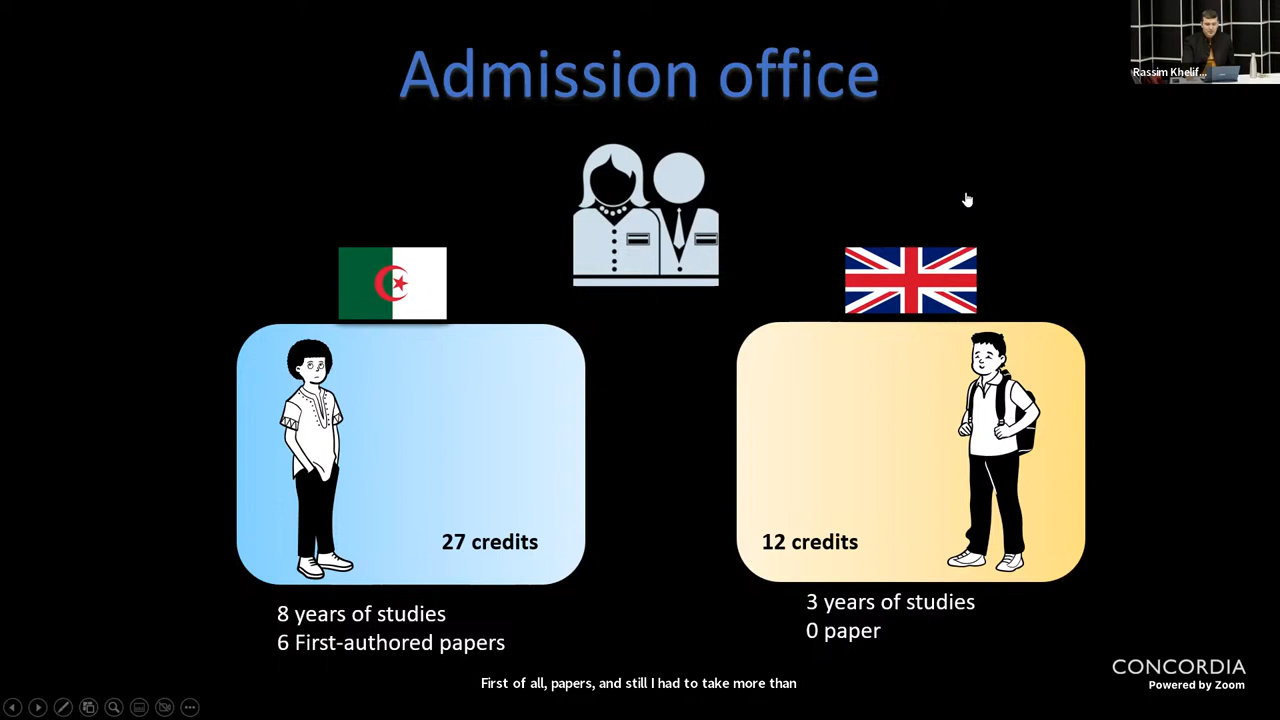 Admission office
Rassim Khelif...
27 credits
12 credits
8 years of studies
6 First-authored papers
3 years of studies
0 paper
First of all, papers, and still I had to take more than
CONCORDIA
Powered by Zoom